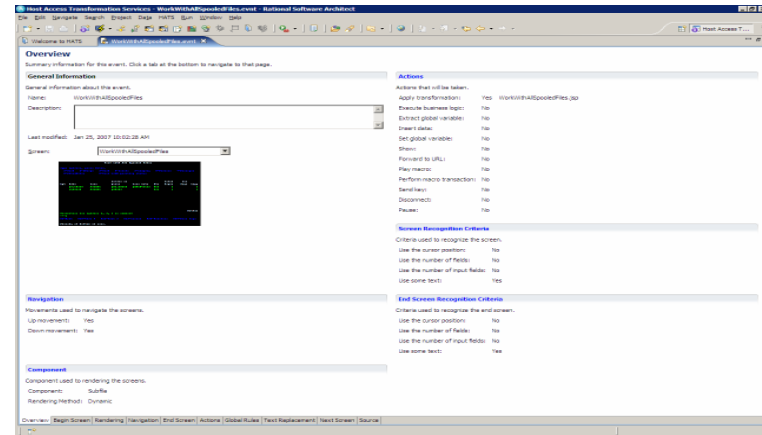 Host Access Transformation Services - WorkWithAllSpooledFiles.evnt - Rational Software Architect
File Edit Navigate Search Project Data HATS Run Window Help
Host Access T...
Welcome to HATS
WorkWithAllSpooledFiles.evnt
Overview
Summary information for this event. Click a tab at the bottom to navigate to that page.
General Information
General information about this event.
Name: WorkWithAllSpooledFiles
Description:
Last modified: Jan 25, 2007 10:02:28 AM
Screen: WorkWithAllSpooledFiles
Navigation
Movements used to navigate the screens.
Up movement: Yes
Down movement: Yes
Component
Component used to rendering the screens.
Component: Subfile
Rendering Method: Dynamic
Actions
Actions that will be taken.
Apply transformation: Yes WorkWithAllSpooledFiles.jsp
Execute business logic: No
Extract global variable: No
Insert data: No
Set global variable: No
Show: No
Forward to URL: No
Play macro: No
Perform macro transaction: No
Send key: No
Disconnect: No
Pause: No
Screen Recognition Criteria
Criteria used to recognize the screen.
Use the cursor position: No
Use the number of fields: No
Use the number of input fields: No
Use some text: Yes
End Screen Recognition Criteria
Criteria used to recognize the end screen.
Use the cursor position: No
Use the number of fields: No
Use the number of input fields: No
Use some text: Yes
Overview Begin Screen Rendering Navigation End Screen Actions Global Rules Text Replacement Next Screen Source